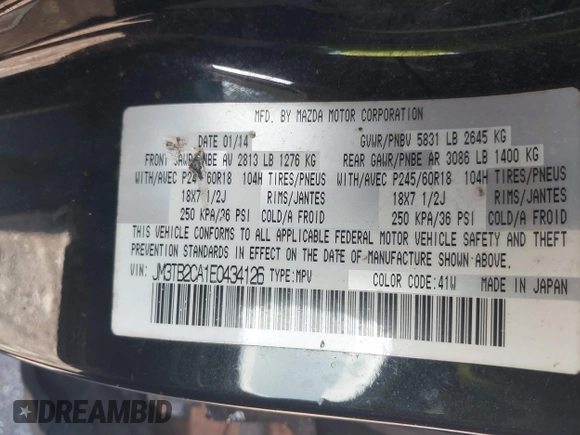 MFD. BY MAZDA MOTOR CORPORATION
DATE 01/14 GVWR/PNBV 5831 LB 2645 KG
FRONT GAWR/PNBE AV 2813 LB 1276 KG REAR GAWR/PNBE AR 3086 LB 1400 KG
WITH/AVEC 60R18 104H TIRES/PNEUS WITH/AVEC P245/60R18 104H TIRES/PNEUS
18X7 1/2J RIMS/JANTES 18X7 1/2J RIMS/JANTES
250 KPA/36 PSI COLD/A FROID 250 KPA/36 PSI COLD/A FROID
THIS VEHICLE CONFORMS TO ALL APPLICABLE FEDERAL MOTOR VEHICLE SAFETY AND THEFT
PREVENTION STANDARDS IN EFFECT ON THE DATE OF MANUFACTURE SHOWN ABOVE.
VIN: JM3TB2CA1E0434126 TYPE:MPV COLOR CODE:41W MADE IN JAPAN
DREAMBID